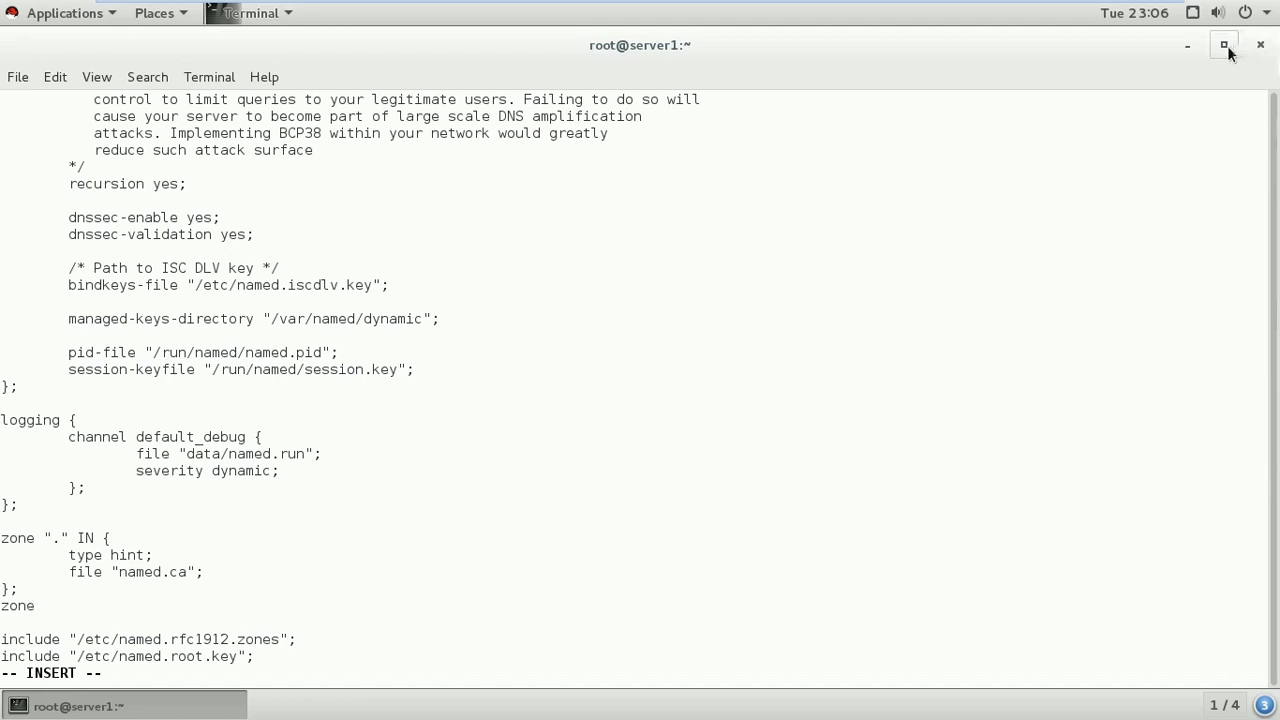 Applications Places Terminal Tue 23:06
root@server1:~
File Edit View Search Terminal Help
control to limit queries to your legitimate users. Failing to do so will
cause your server to become part of large scale DNS amplification
attacks. Implementing BCP38 within your network would greatly
reduce such attack surface
*/
recursion yes;
dnssec-enable yes;
dnssec-validation yes;
/* Path to ISC DLV key */
bindkeys-file "/etc/named.iscdlv.key";
managed-keys-directory "/var/named/dynamic";
pid-file "/run/named/named.pid";
session-keyfile "/run/named/session.key";
};
logging {
channel default_debug {
file "data/named.run";
severity dynamic;
};
};
zone "." IN {
type hint;
file "named.ca";
};
zone
include "/etc/named.rfc1912.zones";
include "/etc/named.root.key";
-- INSERT --
root@server1:~ 1 / 4 3